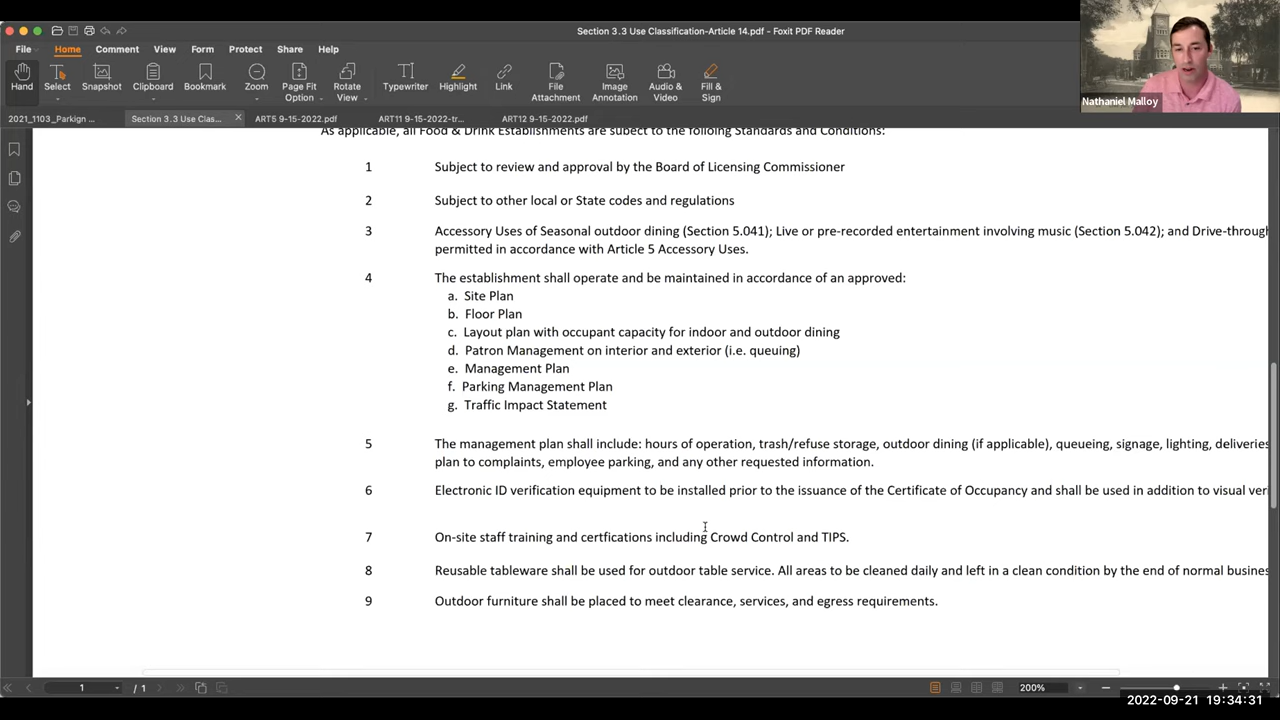 Section 3.3 Use Classification-Article 14.pdf - Foxit PDF Reader
File Home Comment View Form Protect Share Help
Hand Select Snapshot Clipboard Bookmark Zoom Page Fit Option Rotate View Typewriter Highlight Link File Attachment Image Annotation Audio & Video Fill & Sign
Nathaniel Malloy
2021_1103_Parkign ... Section 3.3 Use Clas... ART5 9-15-2022.pdf ART11 9-15-2022-tr... ART12 9-15-2022.pdf
As applicable, all Food & Drink Establishments are subect to the folloing Standards and Conditions:
1 Subject to review and approval by the Board of Licensing Commissioner
2 Subject to other local or State codes and regulations
3 Accessory Uses of Seasonal outdoor dining (Section 5.041); Live or pre-recorded entertainment involving music (Section 5.042); and Drive-through
permitted in accordance with Article 5 Accessory Uses.
4 The establishment shall operate and be maintained in accordance of an approved:
a. Site Plan
b. Floor Plan
c. Layout plan with occupant capacity for indoor and outdoor dining
d. Patron Management on interior and exterior (i.e. queuing)
e. Management Plan
f. Parking Management Plan
g. Traffic Impact Statement
5 The management plan shall include: hours of operation, trash/refuse storage, outdoor dining (if applicable), queueing, signage, lighting, deliveries
plan to complaints, employee parking, and any other requested information.
6 Electronic ID verification equipment to be installed prior to the issuance of the Certificate of Occupancy and shall be used in addition to visual veri
7 On-site staff training and certfications including Crowd Control and TIPS.
8 Reusable tableware shall be used for outdoor table service. All areas to be cleaned daily and left in a clean condition by the end of normal busines
9 Outdoor furniture shall be placed to meet clearance, services, and egress requirements.
1 / 1 200%
2022-09-21 19:34:31